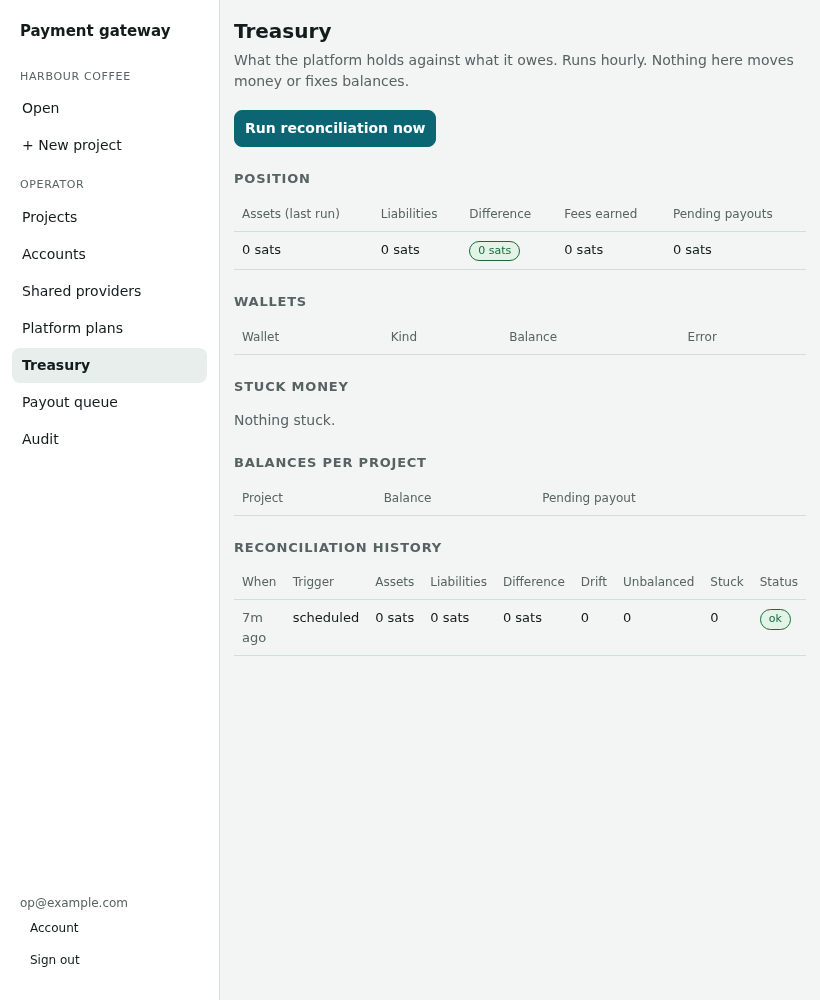 Payment gateway
HARBOUR COFFEE
Open
+ New project
OPERATOR
Projects
Accounts
Shared providers
Platform plans
Treasury
Payout queue
Audit
op@example.com
Account
Sign out
Treasury
What the platform holds against what it owes. Runs hourly. Nothing here moves
money or fixes balances.
Run reconciliation now
POSITION
Assets (last run) Liabilities Difference Fees earned Pending payouts
0 sats 0 sats 0 sats 0 sats 0 sats
WALLETS
Wallet Kind Balance Error
STUCK MONEY
Nothing stuck.
BALANCES PER PROJECT
Project Balance Pending payout
RECONCILIATION HISTORY
When Trigger Assets Liabilities Difference Drift Unbalanced Stuck Status
7m scheduled 0 sats 0 sats 0 sats 0 0 0 ok
ago